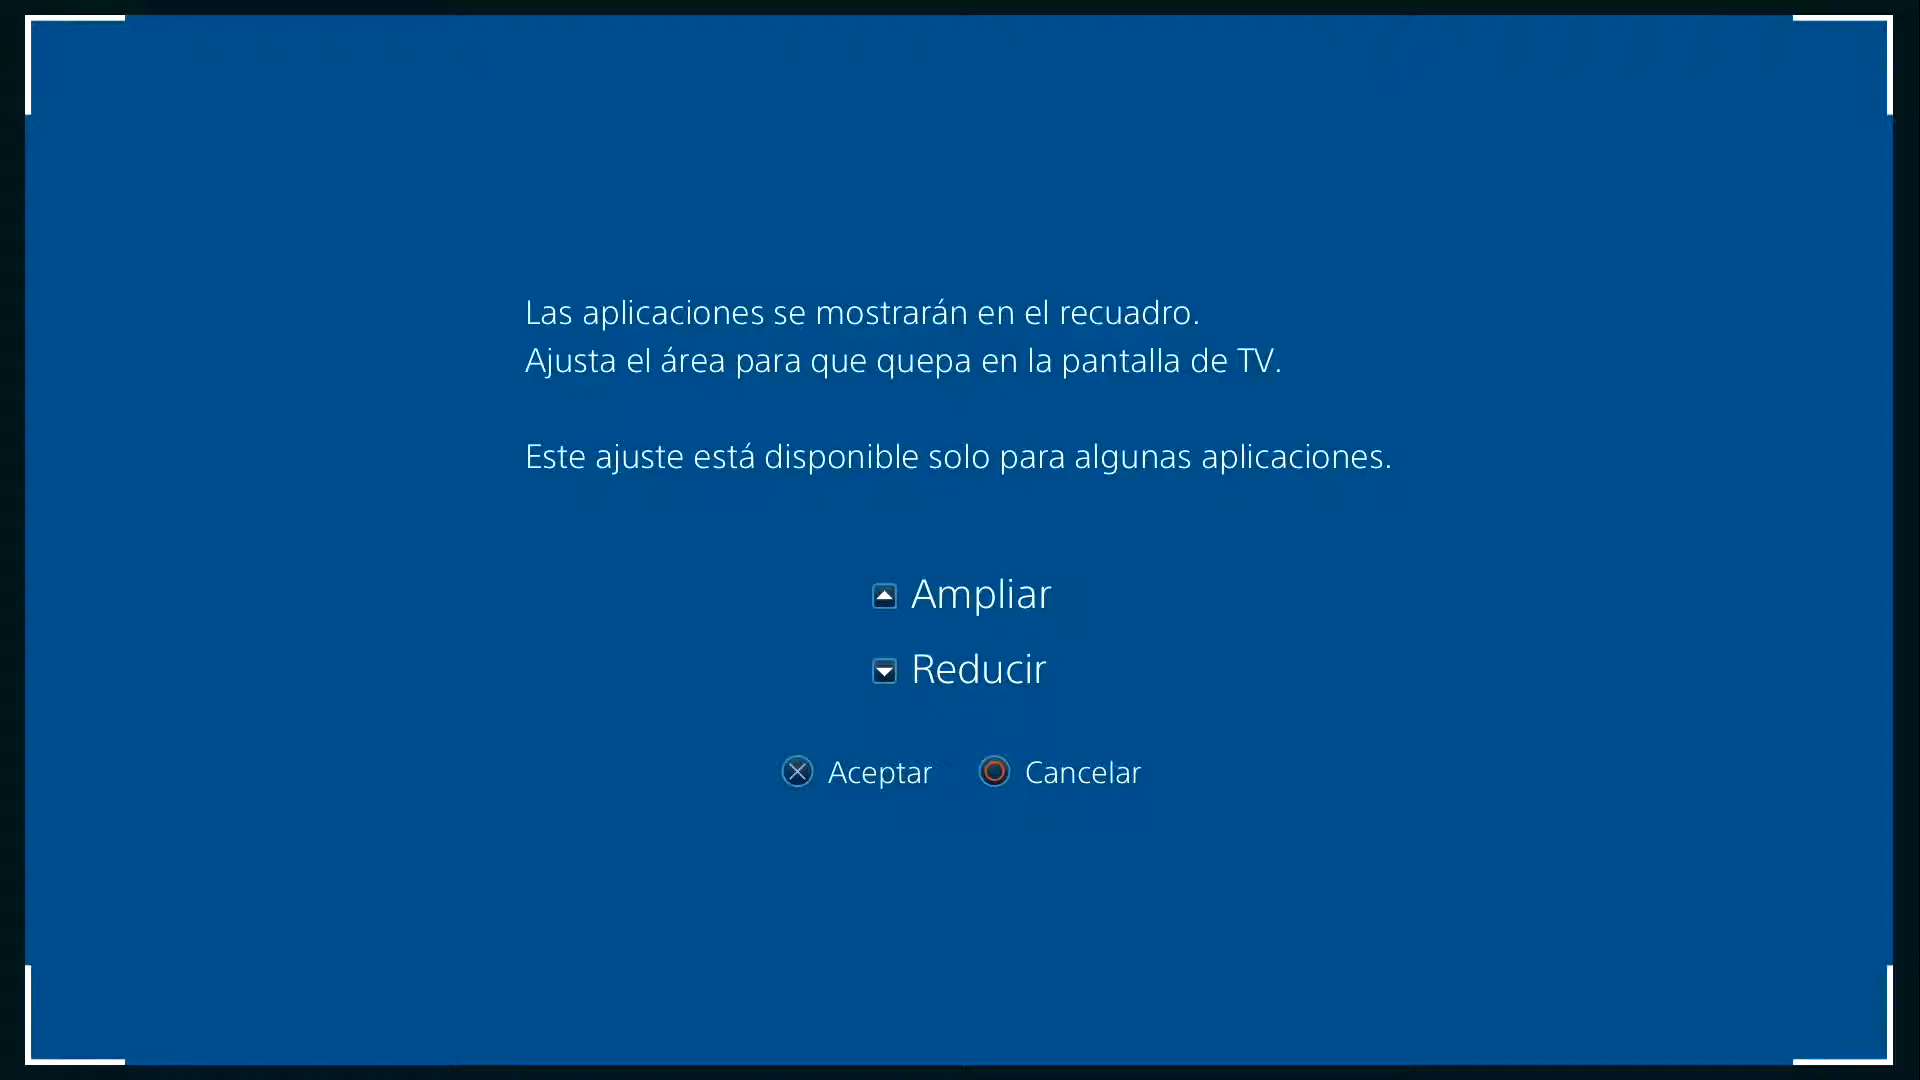 Las aplicaciones se mostrarán en el recuadro.
Ajusta el área para que quepa en la pantalla de TV.
Este ajuste está disponible solo para algunas aplicaciones.
Ampliar
Reducir
Aceptar Cancelar